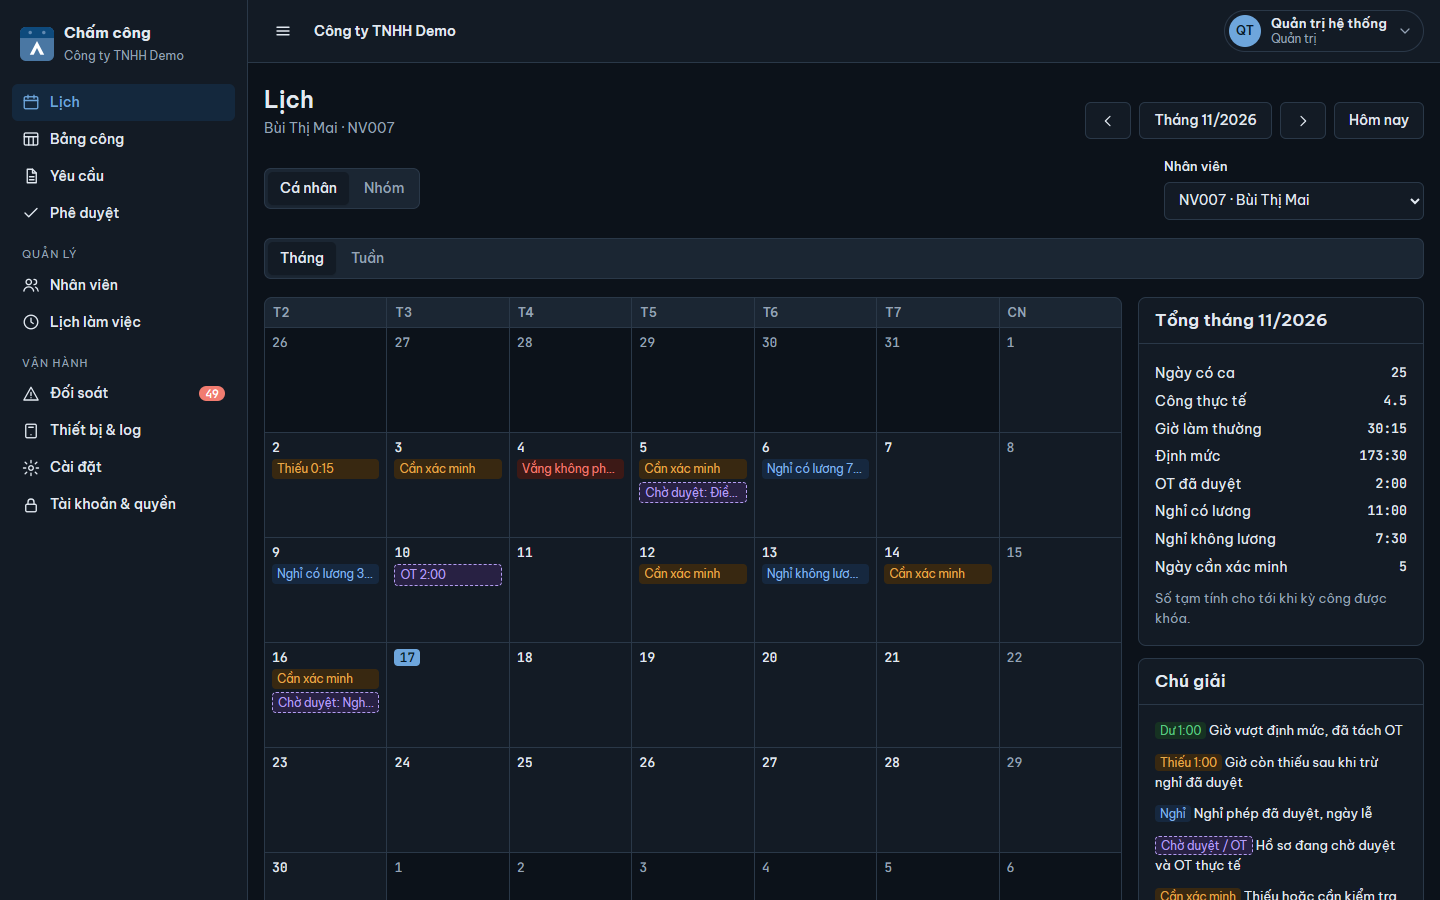 Chấm công
Công ty TNHH Demo
Lịch
Bảng công
Yêu cầu
Phê duyệt
QUẢN LÝ
Nhân viên
Lịch làm việc
VẬN HÀNH
Đối soát
49
Thiết bị & log
Cài đặt
Tài khoản & quyền
Công ty TNHH Demo
QT
Quản trị hệ thống
Quản trị
Lịch
Bùi Thị Mai · NV007
Tháng 11/2026
Hôm nay
Cá nhân
Nhóm
Nhân viên
NV007 · Bùi Thị Mai
Tháng
Tuần
T2 T3 T4 T5 T6 T7 CN
26 27 28 29 30 31 1
2 3 4 5 6 7 8
Thiếu 0:15
Cần xác minh
Vắng không ph...
Cần xác minh
Nghỉ có lương 7...
Chờ duyệt: Điề...
9 10 11 12 13 14 15
Nghỉ có lương 3...
OT 2:00
Cần xác minh
Nghỉ không lươ...
Cần xác minh
16 17 18 19 20 21 22
Cần xác minh
Chờ duyệt: Ngh...
23 24 25 26 27 28 29
30 1 2 3 4 5 6
Tổng tháng 11/2026
Ngày có ca 25
Công thực tế 4.5
Giờ làm thường 30:15
Định mức 173:30
OT đã duyệt 2:00
Nghỉ có lương 11:00
Nghỉ không lương 7:30
Ngày cần xác minh 5
Số tạm tính cho tới khi kỳ công được
khóa.
Chú giải
Dư 1:00 Giờ vượt định mức, đã tách OT
Thiếu 1:00 Giờ còn thiếu sau khi trừ
nghỉ đã duyệt
Nghỉ Nghỉ phép đã duyệt, ngày lễ
Chờ duyệt / OT Hồ sơ đang chờ duyệt
và OT thực tế
Cần xác minh Thiếu hoặc cần kiểm tra